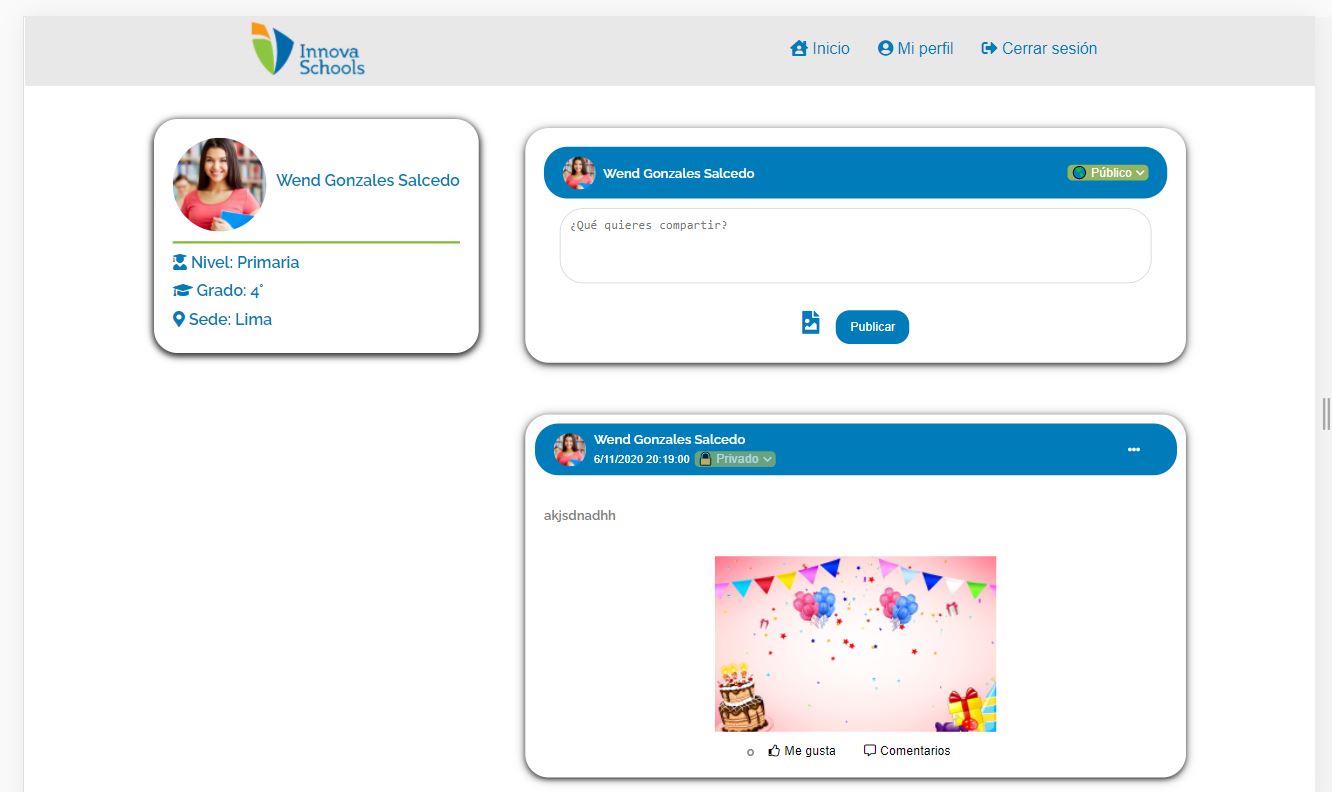 Innova
Schools
Inicio
Mi perfil
Cerrar sesión
Wend Gonzales Salcedo
Nivel: Primaria
Grado: 4°
Sede: Lima
Wend Gonzales Salcedo
Público
¿Qué quieres compartir?
Publicar
Wend Gonzales Salcedo
6/11/2020 20:19:00 Privado
akjsdnadhh
0 Me gusta Comentarios